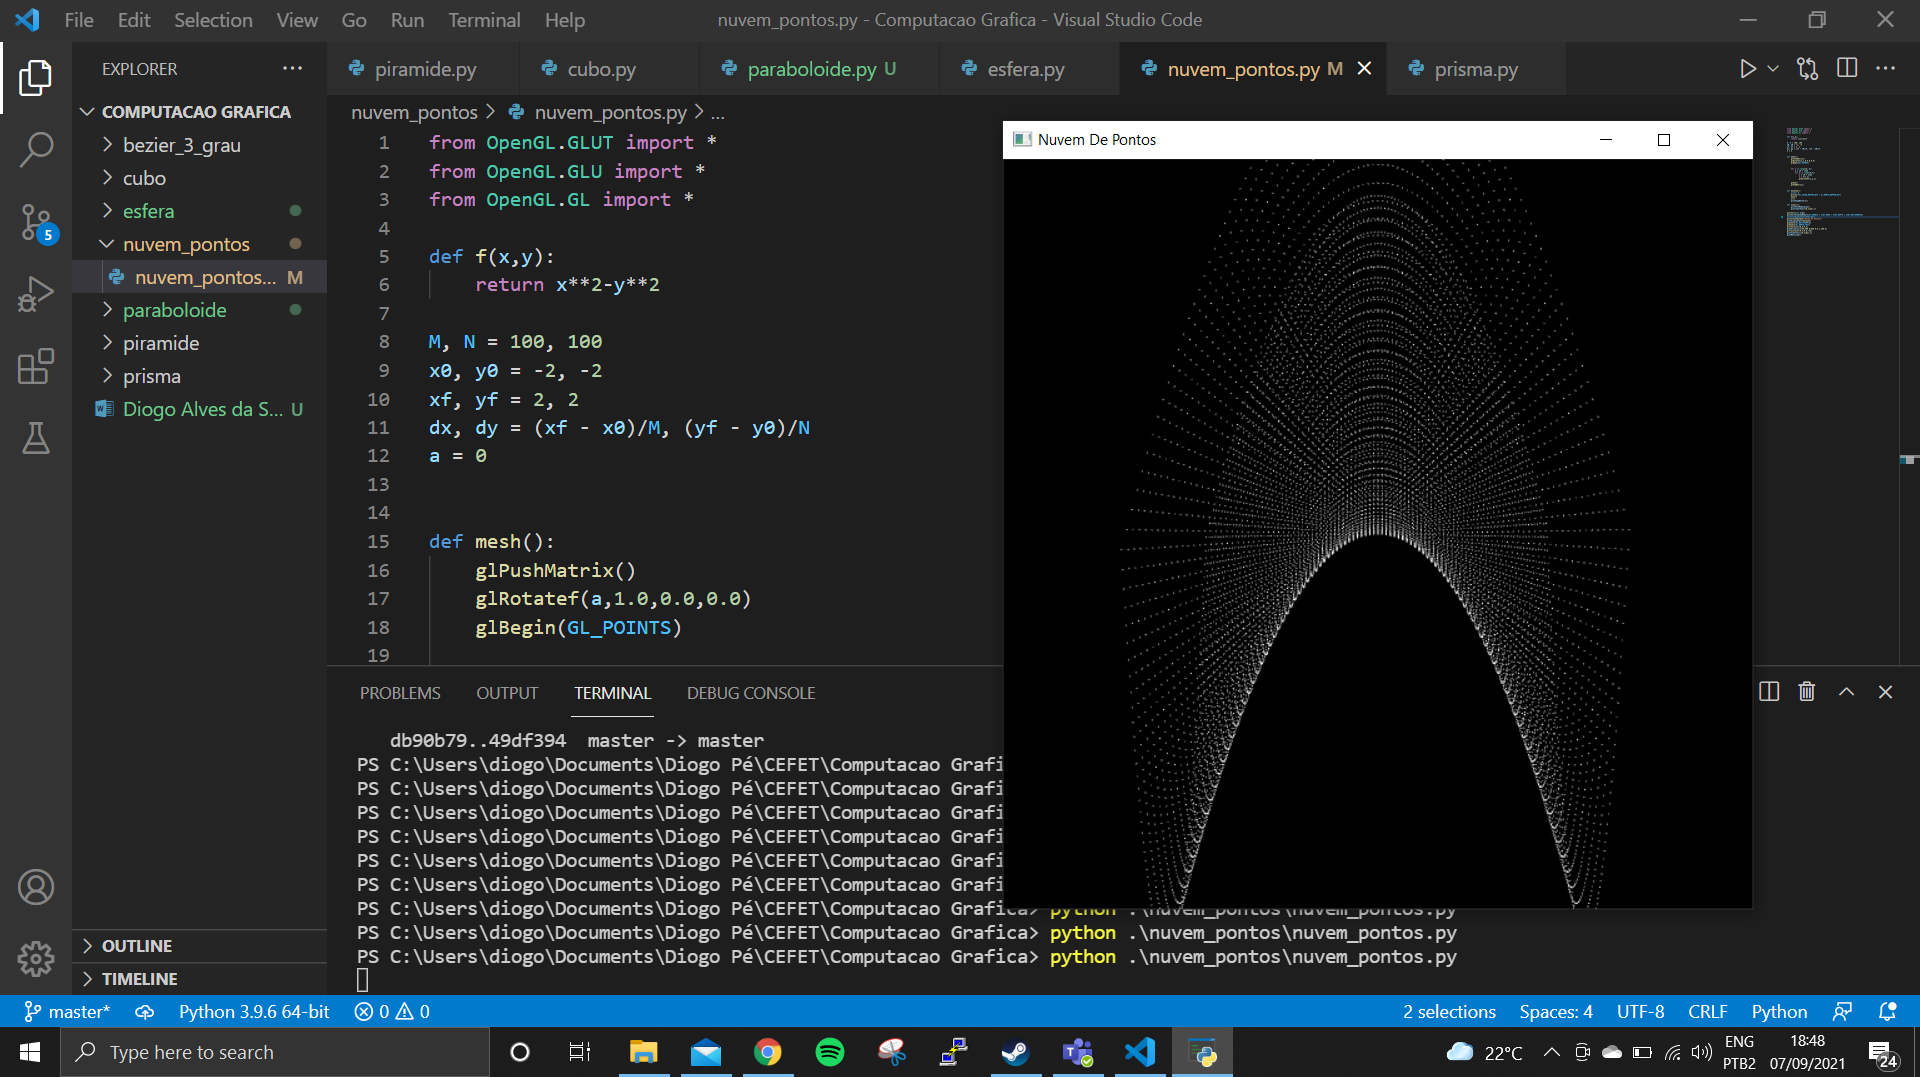 File Edit Selection View Go Run Terminal Help nuvem_pontos.py - Computacao Grafica - Visual Studio Code
EXPLORER
piramide.py cubo.py paraboloide.py U esfera.py nuvem_pontos.py M prisma.py
COMPUTACAO GRAFICA
bezier_3_grau
cubo
esfera
nuvem_pontos
nuvem_pontos... M
paraboloide
piramide
prisma
Diogo Alves da S... U
OUTLINE
TIMELINE
5
nuvem_pontos > nuvem_pontos.py > ...
1 from OpenGL.GLUT import *
2 from OpenGL.GLU import *
3 from OpenGL.GL import *
4
5 def f(x,y):
6 return x**2-y**2
7
8 M, N = 100, 100
9 x0, y0 = -2, -2
10 xf, yf = 2, 2
11 dx, dy = (xf - x0)/M, (yf - y0)/N
12 a = 0
13
14
15 def mesh():
16 glPushMatrix()
17 glRotatef(a,1.0,0.0,0.0)
18 glBegin(GL_POINTS)
19
Nuvem De Pontos
PROBLEMS OUTPUT TERMINAL DEBUG CONSOLE
db90b79..49df394 master -> master
PS C:\Users\diogo\Documents\Diogo Pé\CEFET\Computacao Grafi
PS C:\Users\diogo\Documents\Diogo Pé\CEFET\Computacao Grafi
PS C:\Users\diogo\Documents\Diogo Pé\CEFET\Computacao Grafi
PS C:\Users\diogo\Documents\Diogo Pé\CEFET\Computacao Grafi
PS C:\Users\diogo\Documents\Diogo Pé\CEFET\Computacao Grafi
PS C:\Users\diogo\Documents\Diogo Pé\CEFET\Computacao Grafi
PS C:\Users\diogo\Documents\Diogo Pé\CEFET\Computacao Grafica> python .\nuvem_pontos\nuvem_pontos.py
PS C:\Users\diogo\Documents\Diogo Pé\CEFET\Computacao Grafica> python .\nuvem_pontos\nuvem_pontos.py
PS C:\Users\diogo\Documents\Diogo Pé\CEFET\Computacao Grafica> python .\nuvem_pontos\nuvem_pontos.py
master* Python 3.9.6 64-bit 0 0 2 selections Spaces: 4 UTF-8 CRLF Python
Type here to search 22°C ENG 18:48
PTB2 07/09/2021 24